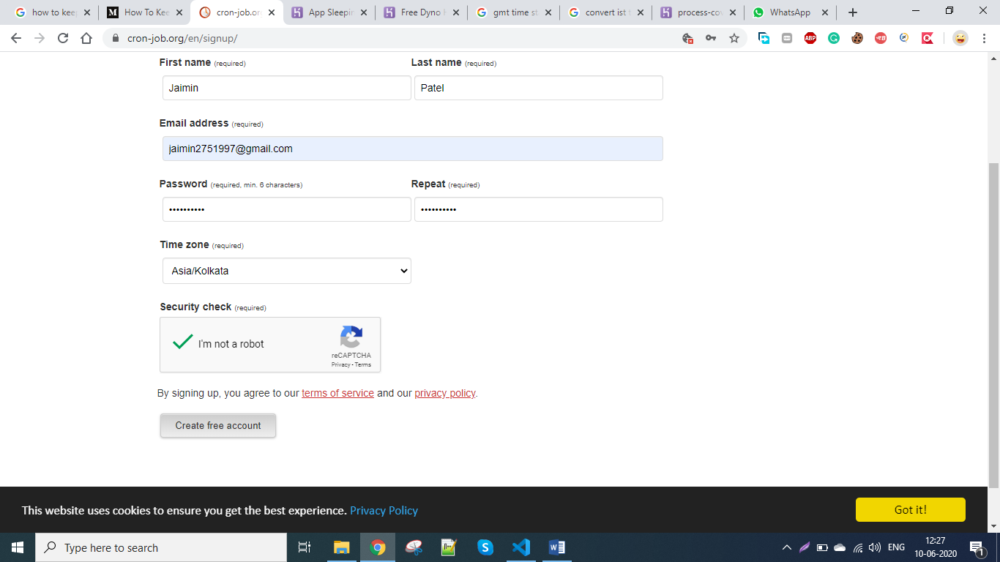 how to kee
How To Kee
cron-job.or
App Sleepin
Free Dyno H
gmt time st
convert ist t
process-cov
WhatsApp
cron-job.org/en/signup/
ABP
First name (required)
Last name (required)
Jaimin
Patel
Email address (required)
jaimin2751997@gmail.com
Password (required, min. 6 characters)
Repeat (required)
••••••••••
••••••••••
Time zone (required)
Asia/Kolkata
Security check (required)
I'm not a robot
reCAPTCHA
Privacy - Terms
By signing up, you agree to our terms of service and our privacy policy.
Create free account
This website uses cookies to ensure you get the best experience. Privacy Policy
Got it!
Type here to search
ENG
12:27
10-06-2020
1